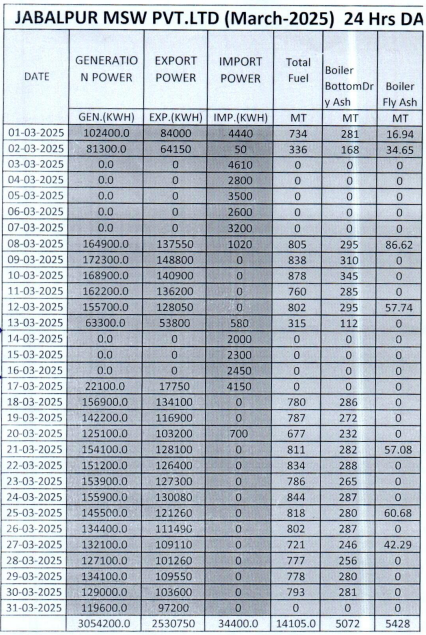 JABALPUR MSW PVT.LTD (March-2025) 24 Hrs DA
DATE GENERATIO N POWER EXPORT POWER IMPORT POWER Total Fuel Boiler BottomDr y Ash Boiler Fly Ash
GEN.(KWH) EXP.(KWH) IMP.(KWH) MT MT MT
01-03-2025 102400.0 84000 4440 734 281 16.94
02-03-2025 81300.0 64150 50 336 168 34.65
03-03-2025 0.0 0 4610 0 0 0
04-03-2025 0.0 0 2800 0 0 0
05-03-2025 0.0 0 3500 0 0 0
06-03-2025 0.0 0 2600 0 0 0
07-03-2025 0.0 0 3200 0 0 0
08-03-2025 164900.0 137550 1020 805 295 86.62
09-03-2025 172300.0 148800 0 838 310 0
10-03-2025 168900.0 140900 0 878 345 0
11-03-2025 162200.0 136200 0 760 285 0
12-03-2025 155700.0 128050 0 802 295 57.74
13-03-2025 63300.0 53800 580 315 112 0
14-03-2025 0.0 0 2000 0 0 0
15-03-2025 0.0 0 2300 0 0 0
16-03-2025 0.0 0 2450 0 0 0
17-03-2025 22100.0 17750 4150 0 0 0
18-03-2025 156900.0 134100 0 780 286 0
19-03-2025 142200.0 116900 0 787 272 0
20-03-2025 125100.0 103200 700 677 232 0
21-03-2025 154100.0 128100 0 811 282 57.08
22-03-2025 151200.0 126400 0 834 288 0
23-03-2025 153900.0 127300 0 786 265 0
24-03-2025 155900.0 130080 0 844 287 0
25-03-2025 145500.0 121260 0 818 280 60.68
26-03-2025 134400.0 111490 0 802 287 0
27-03-2025 132100.0 109110 0 721 246 42.29
28-03-2025 127100.0 101260 0 777 256 0
29-03-2025 134100.0 109550 0 778 280 0
30-03-2025 129000.0 103600 0 793 281 0
31-03-2025 119600.0 97200 0 0 0 0
3054200.0 2530750 34400.0 14105.0 5072 5428